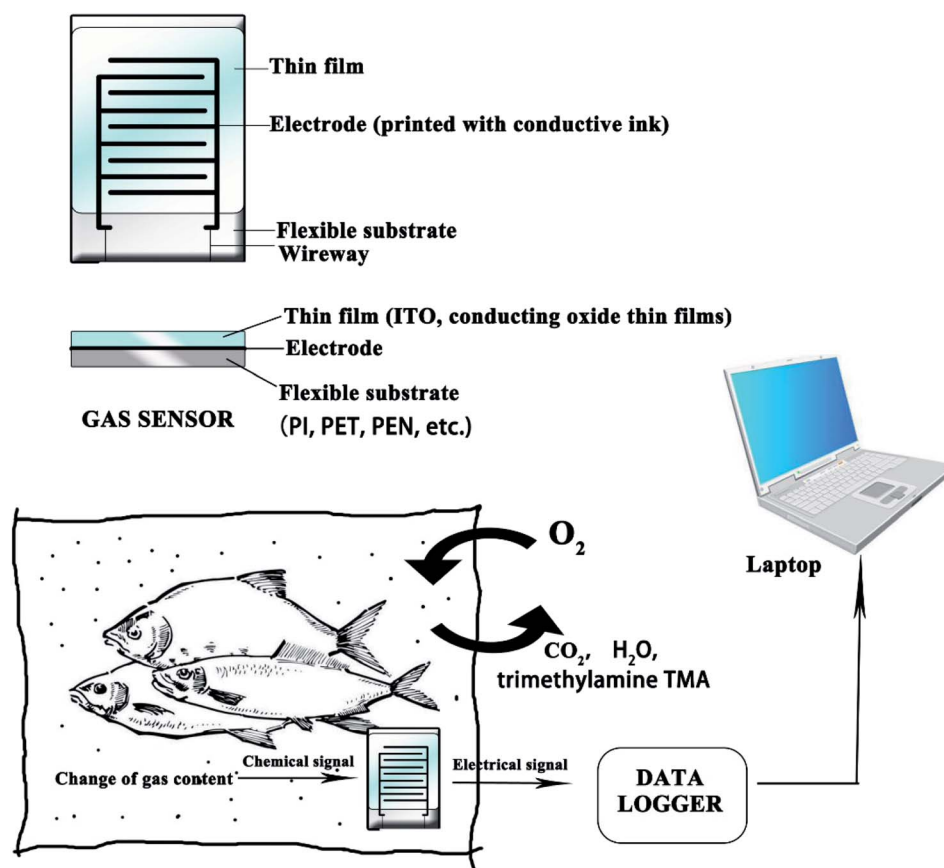 Thin film
Electrode (printed with conductive ink)
Flexible substrate
Wireway
Thin film (ITO, conducting oxide thin films)
Electrode
Flexible substrate
(PI, PET, PEN, etc.)
GAS SENSOR
O₂
Laptop
CO₂, H₂O,
trimethylamine TMA
Change of gas content
Chemical signal
Electrical signal
DATA
LOGGER